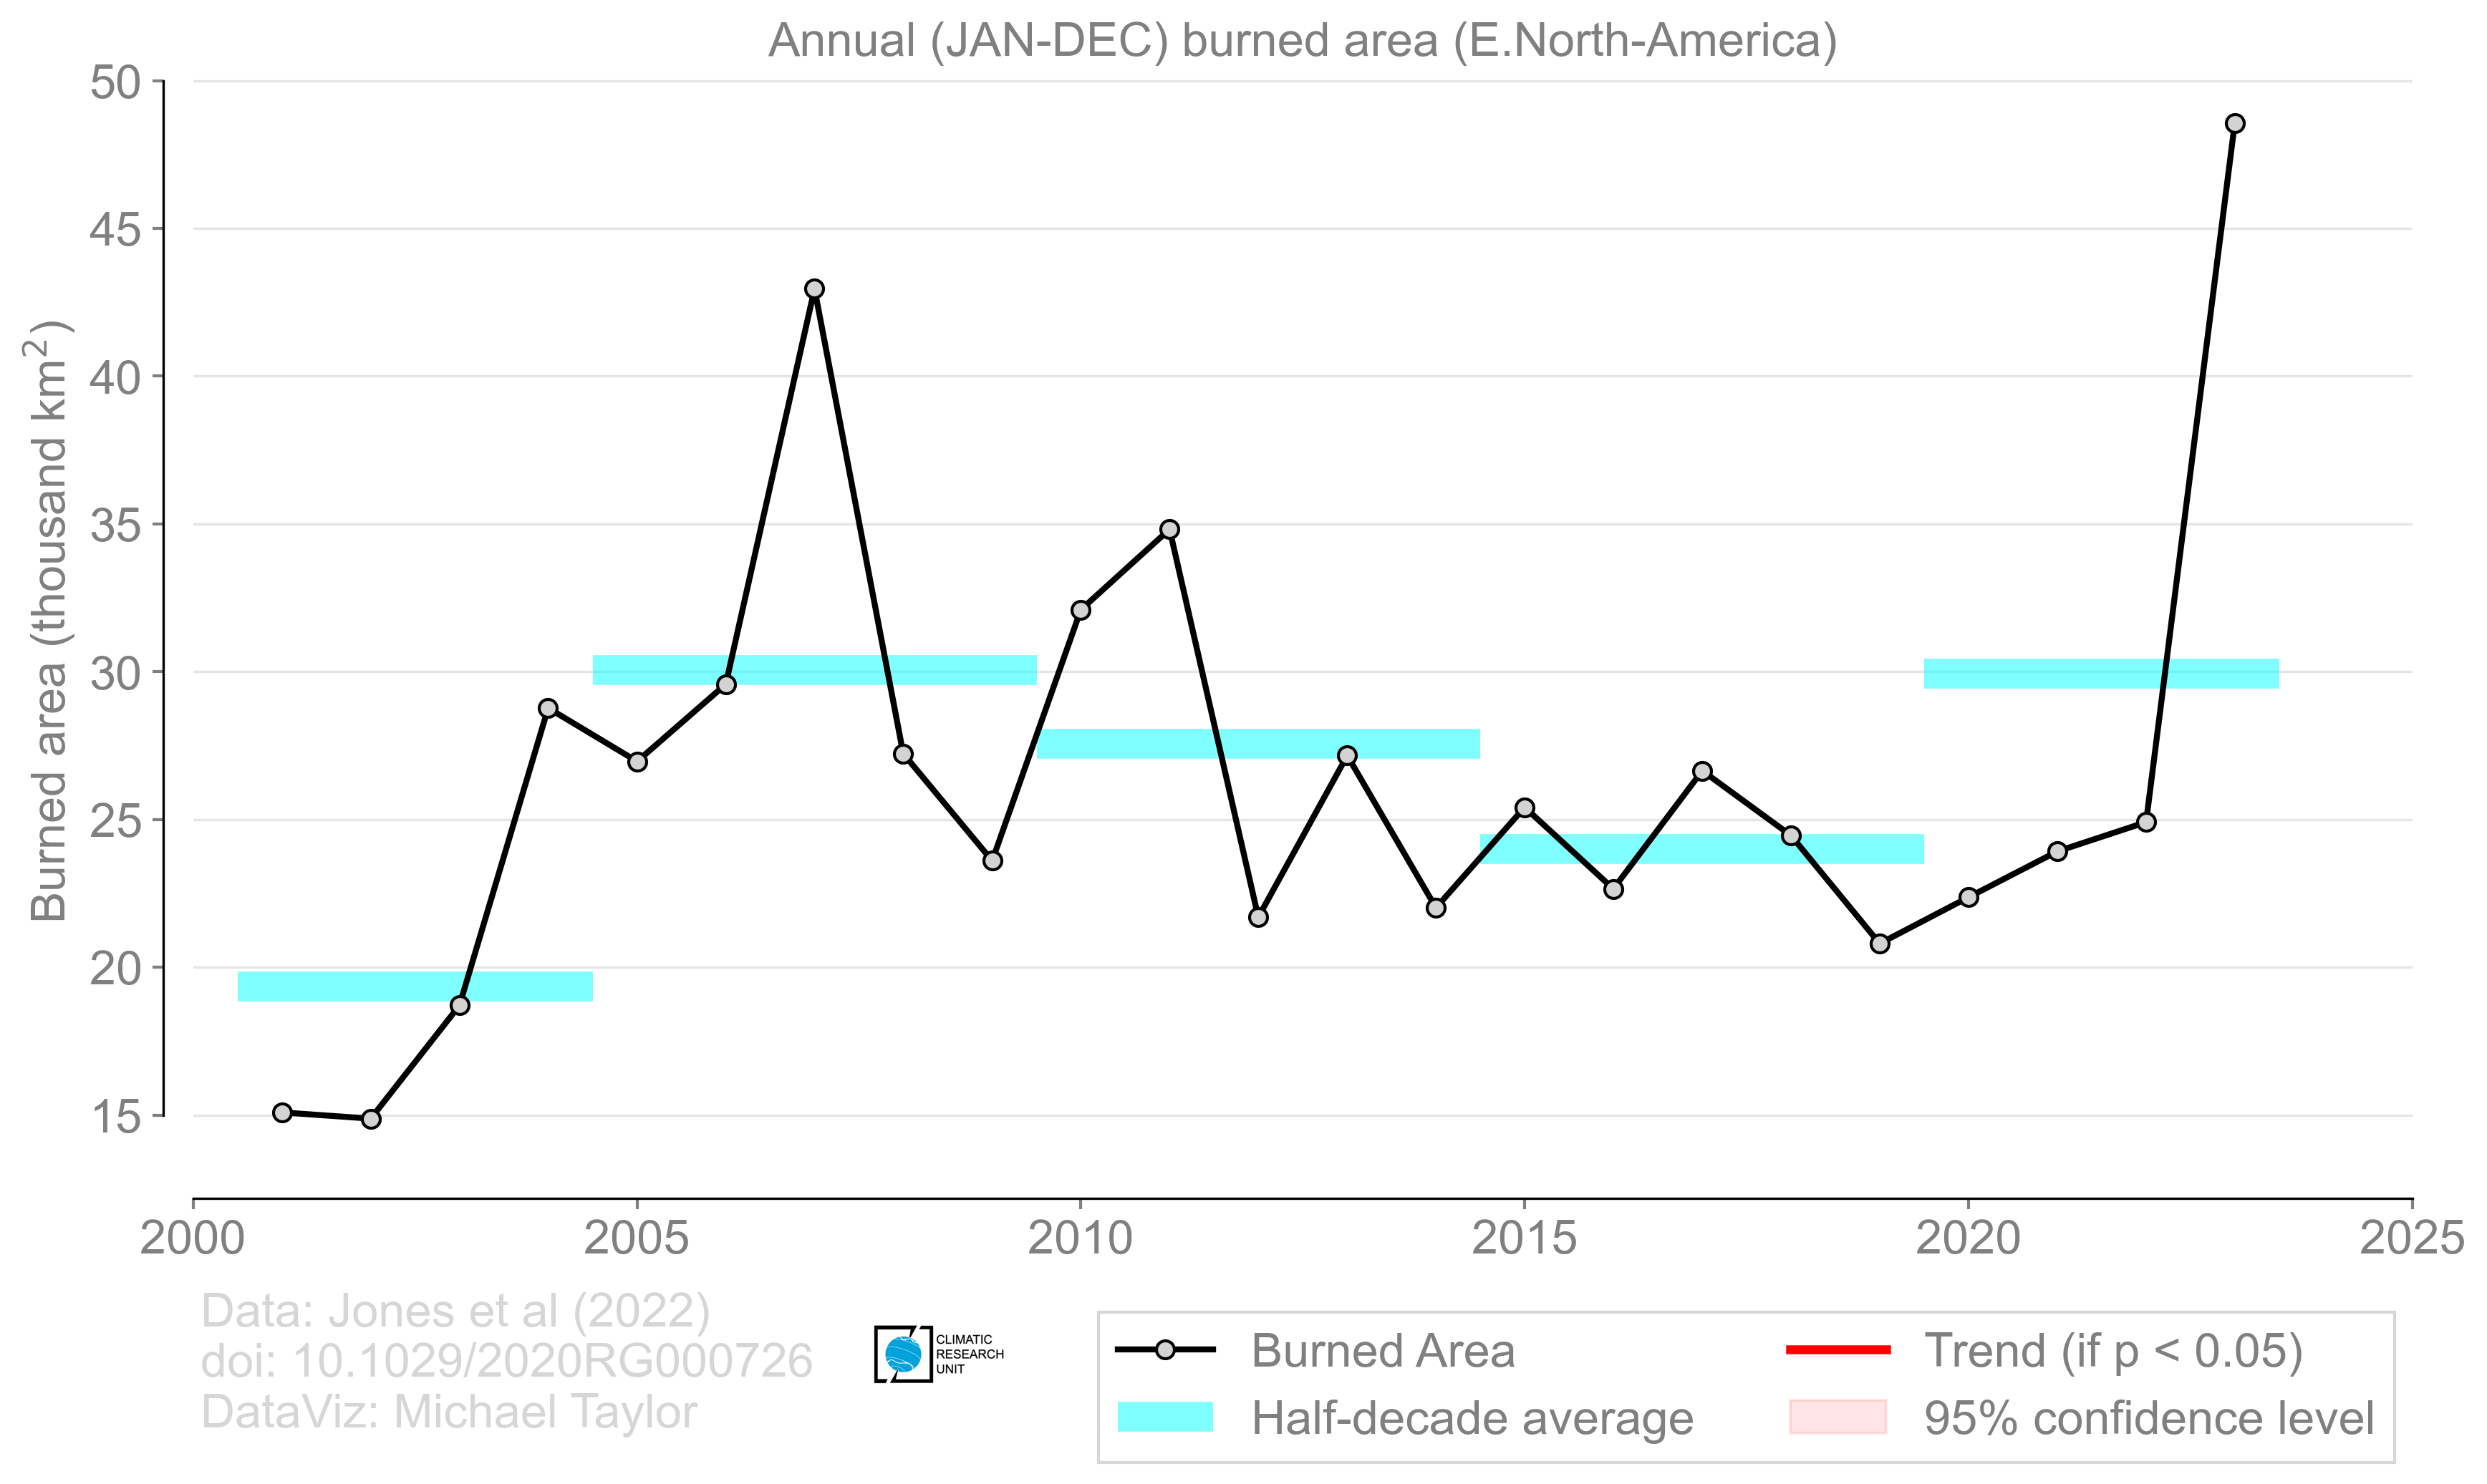 Annual (JAN-DEC) burned area (E.North-America)
Burned area (thousand km²)
50
45
40
35
30
25
20
15
2000 2005 2010 2015 2020 2025
Data: Jones et al (2022)
doi: 10.1029/2020RG000726
DataViz: Michael Taylor
CLIMATIC
RESEARCH
UNIT
Burned Area
Half-decade average
Trend (if p < 0.05)
95% confidence level